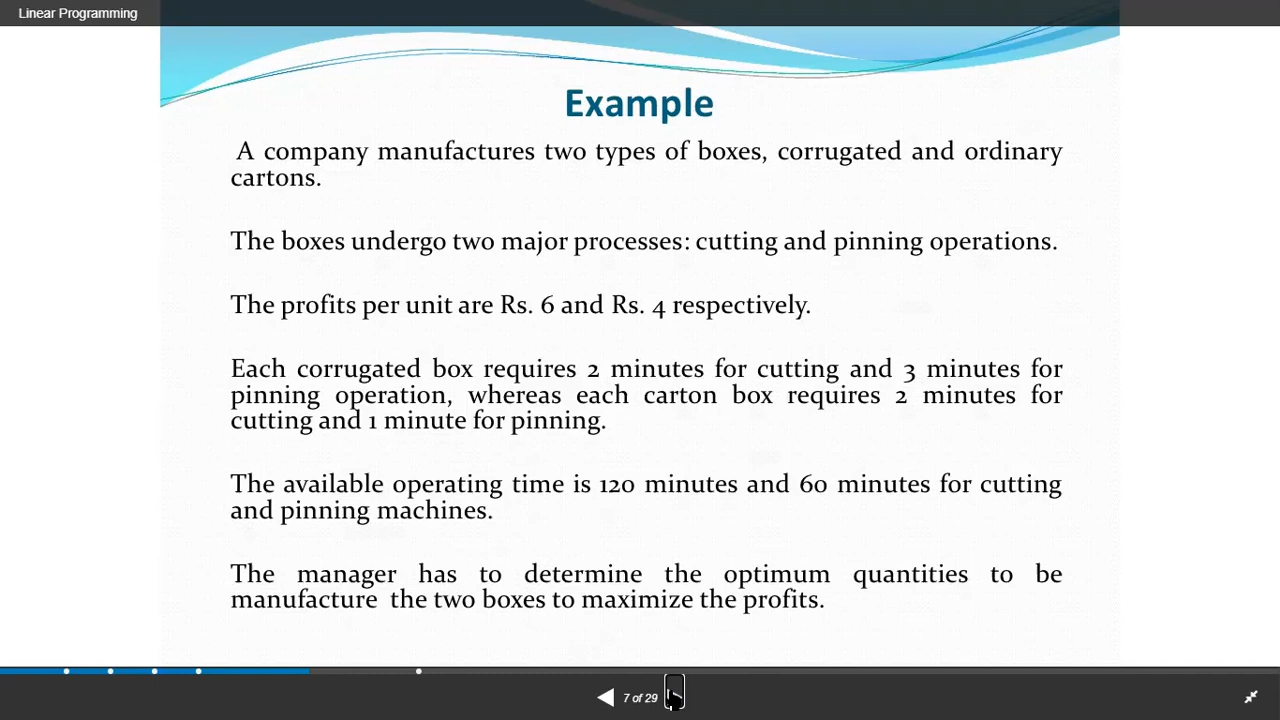 Linear Programming
Example
A company manufactures two types of boxes, corrugated and ordinary
cartons.
The boxes undergo two major processes: cutting and pinning operations.
The profits per unit are Rs. 6 and Rs. 4 respectively.
Each corrugated box requires 2 minutes for cutting and 3 minutes for
pinning operation, whereas each carton box requires 2 minutes for
cutting and 1 minute for pinning.
The available operating time is 120 minutes and 60 minutes for cutting
and pinning machines.
The manager has to determine the optimum quantities to be
manufacture the two boxes to maximize the profits.
7 of 29